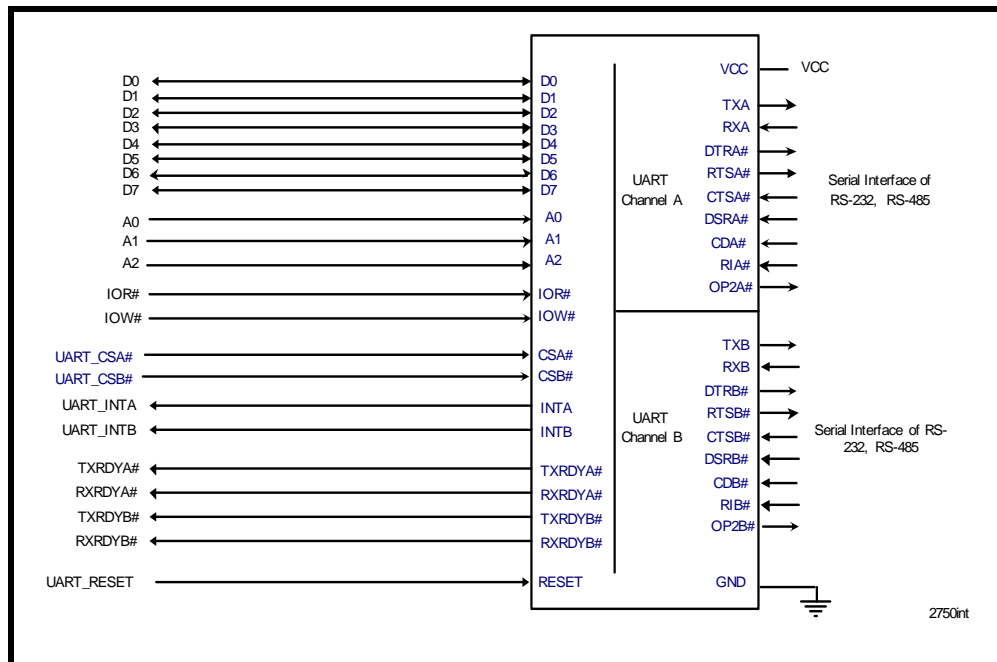 D0
D1
D2
D3
D4
D5
D6
D7
A0
A1
A2
IOR#
IOW#
UART_CSA#
UART_CSB#
UART_INTA
UART_INTB
TXRDYA#
RXRDYA#
TXRDYB#
RXRDYB#
UART_RESET
D0
D1
D2
D3
D4
D5
D6
D7
A0
A1
A2
IOR#
IOW#
CSA#
CSB#
INTA
INTB
TXRDYA#
RXRDYA#
TXRDYB#
RXRDYB#
RESET
UART
Channel A
UART
Channel B
VCC
TXA
RXA
DTRA#
RTSA#
CTSA#
DSRA#
CDA#
RIA#
OP2A#
TXB
RXB
DTRB#
RTSB#
CTSB#
DSRB#
CDB#
RIB#
OP2B#
GND
VCC
Serial Interface of
RS-232, RS-485
Serial Interface of RS-
232, RS-485
2750int